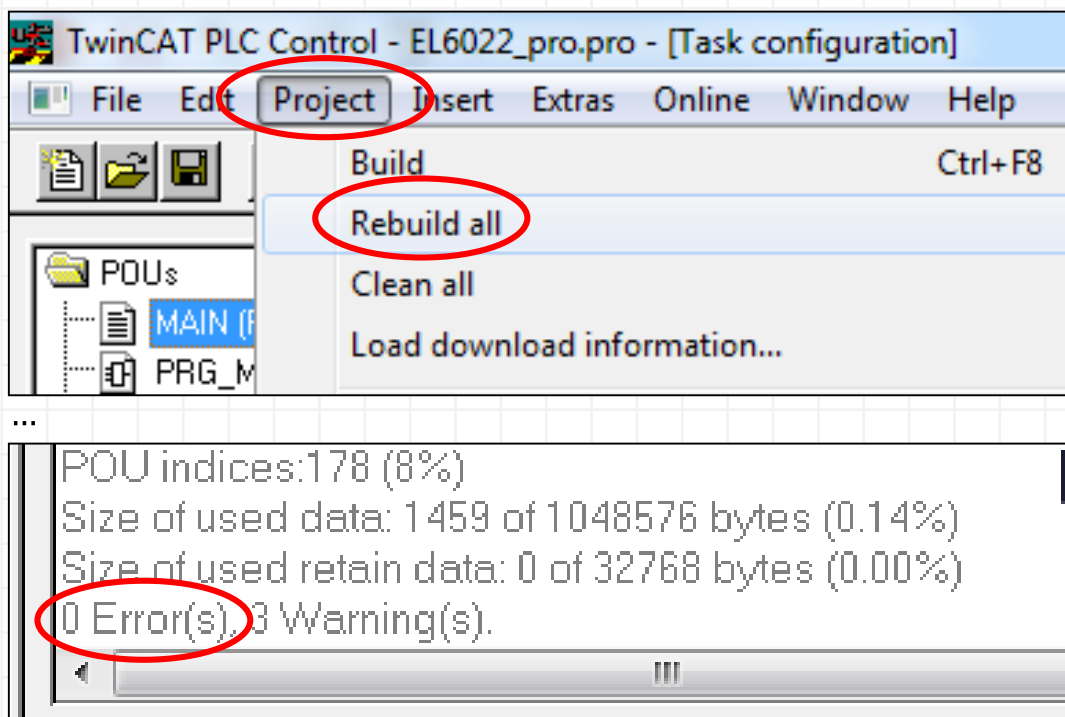 TwinCAT PLC Control - EL6022_pro.pro - [Task configuration]
File Edit Project Insert Extras Online Window Help
Build Ctrl+F8
Rebuild all
Clean all
Load download information...
POUs
MAIN (
PRG_M
...
POU indices:178 (8%)
Size of used data: 1459 of 1048576 bytes (0.14%)
Size of used retain data: 0 of 32768 bytes (0.00%)
0 Error(s), 3 Warning(s).